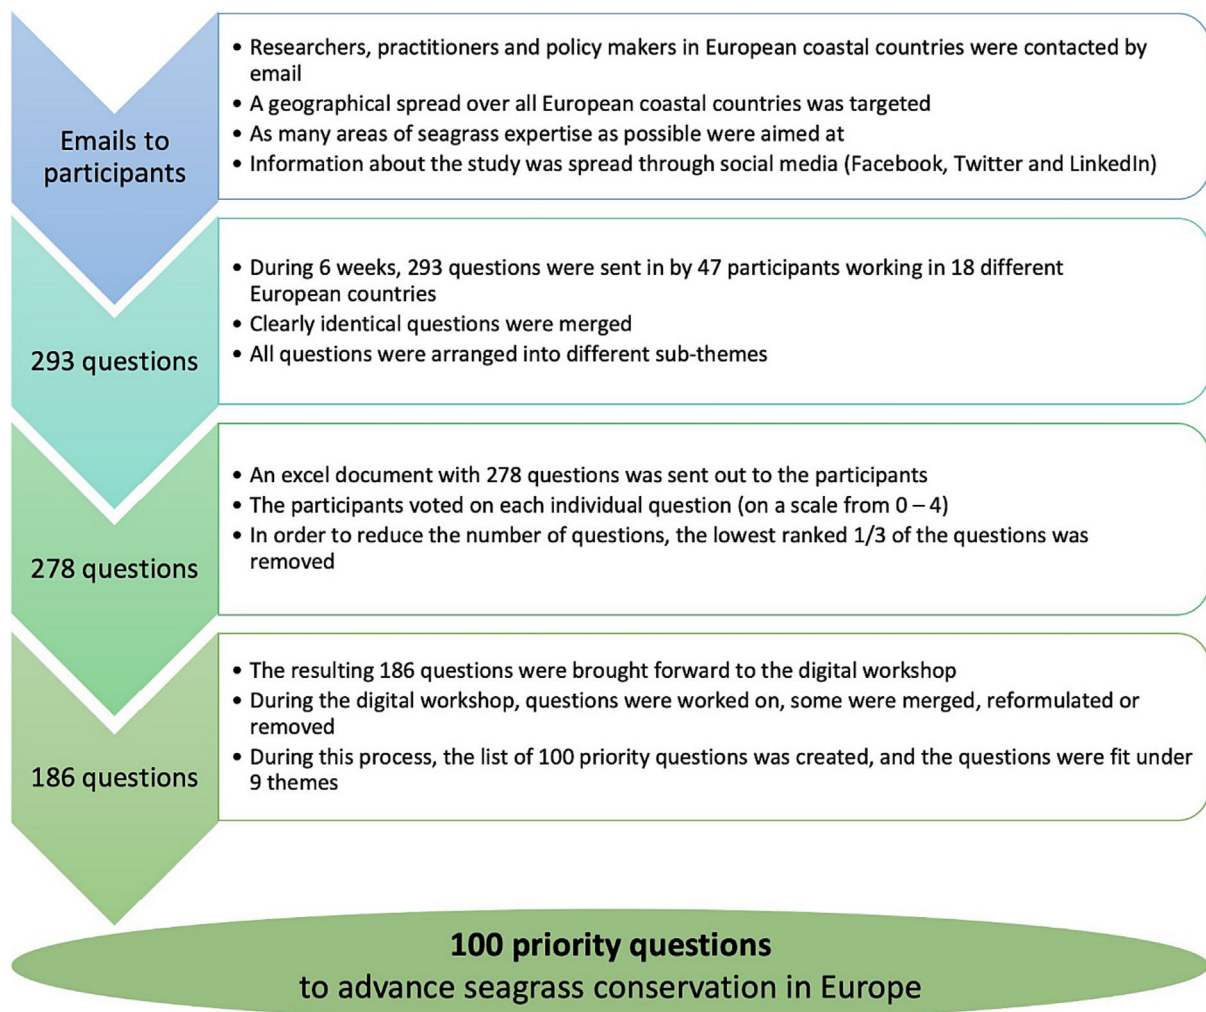 Emails to
participants
• Researchers, practitioners and policy makers in European coastal countries were contacted by
email
• A geographical spread over all European coastal countries was targeted
• As many areas of seagrass expertise as possible were aimed at
• Information about the study was spread through social media (Facebook, Twitter and LinkedIn)
293 questions
• During 6 weeks, 293 questions were sent in by 47 participants working in 18 different
European countries
• Clearly identical questions were merged
• All questions were arranged into different sub-themes
278 questions
• An excel document with 278 questions was sent out to the participants
• The participants voted on each individual question (on a scale from 0 – 4)
• In order to reduce the number of questions, the lowest ranked 1/3 of the questions was
removed
186 questions
• The resulting 186 questions were brought forward to the digital workshop
• During the digital workshop, questions were worked on, some were merged, reformulated or
removed
• During this process, the list of 100 priority questions was created, and the questions were fit under
9 themes
100 priority questions
to advance seagrass conservation in Europe